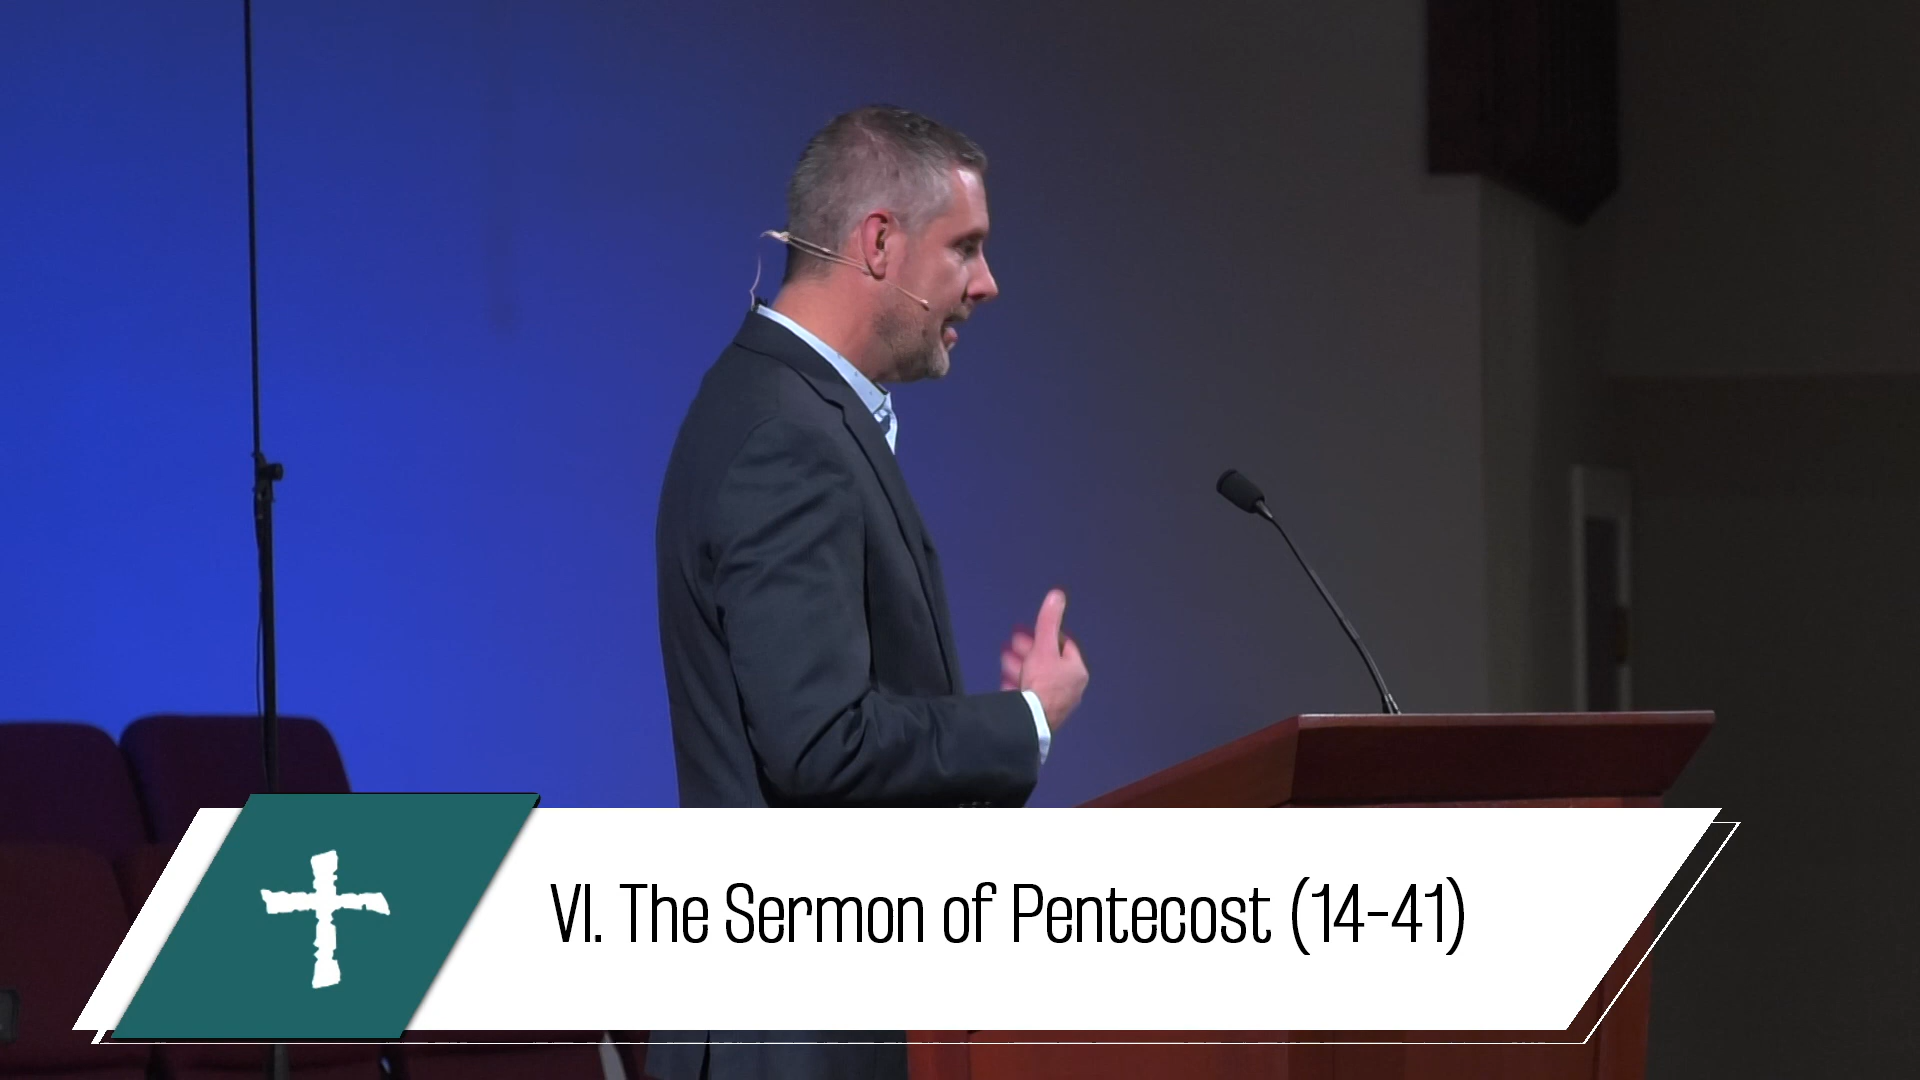 VI. The Sermon of Pentecost (14-41)